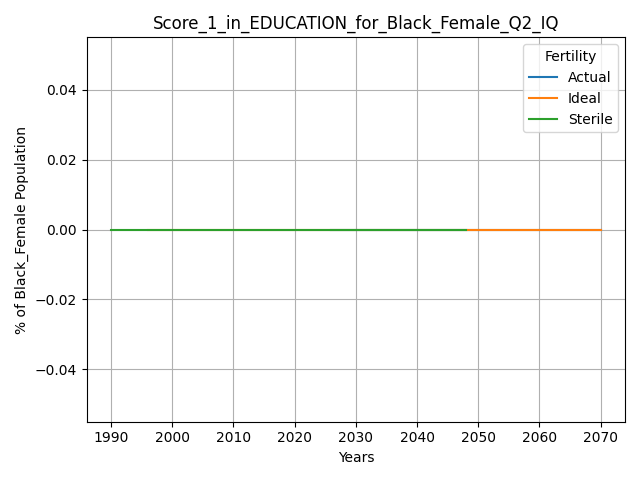 Score_1_in_EDUCATION_for_Black_Female_Q2_IQ
Fertility
Actual
Ideal
Sterile
% of Black_Female Population
0.04
0.02
0.00
−0.02
−0.04
1990 2000 2010 2020 2030 2040 2050 2060 2070
Years